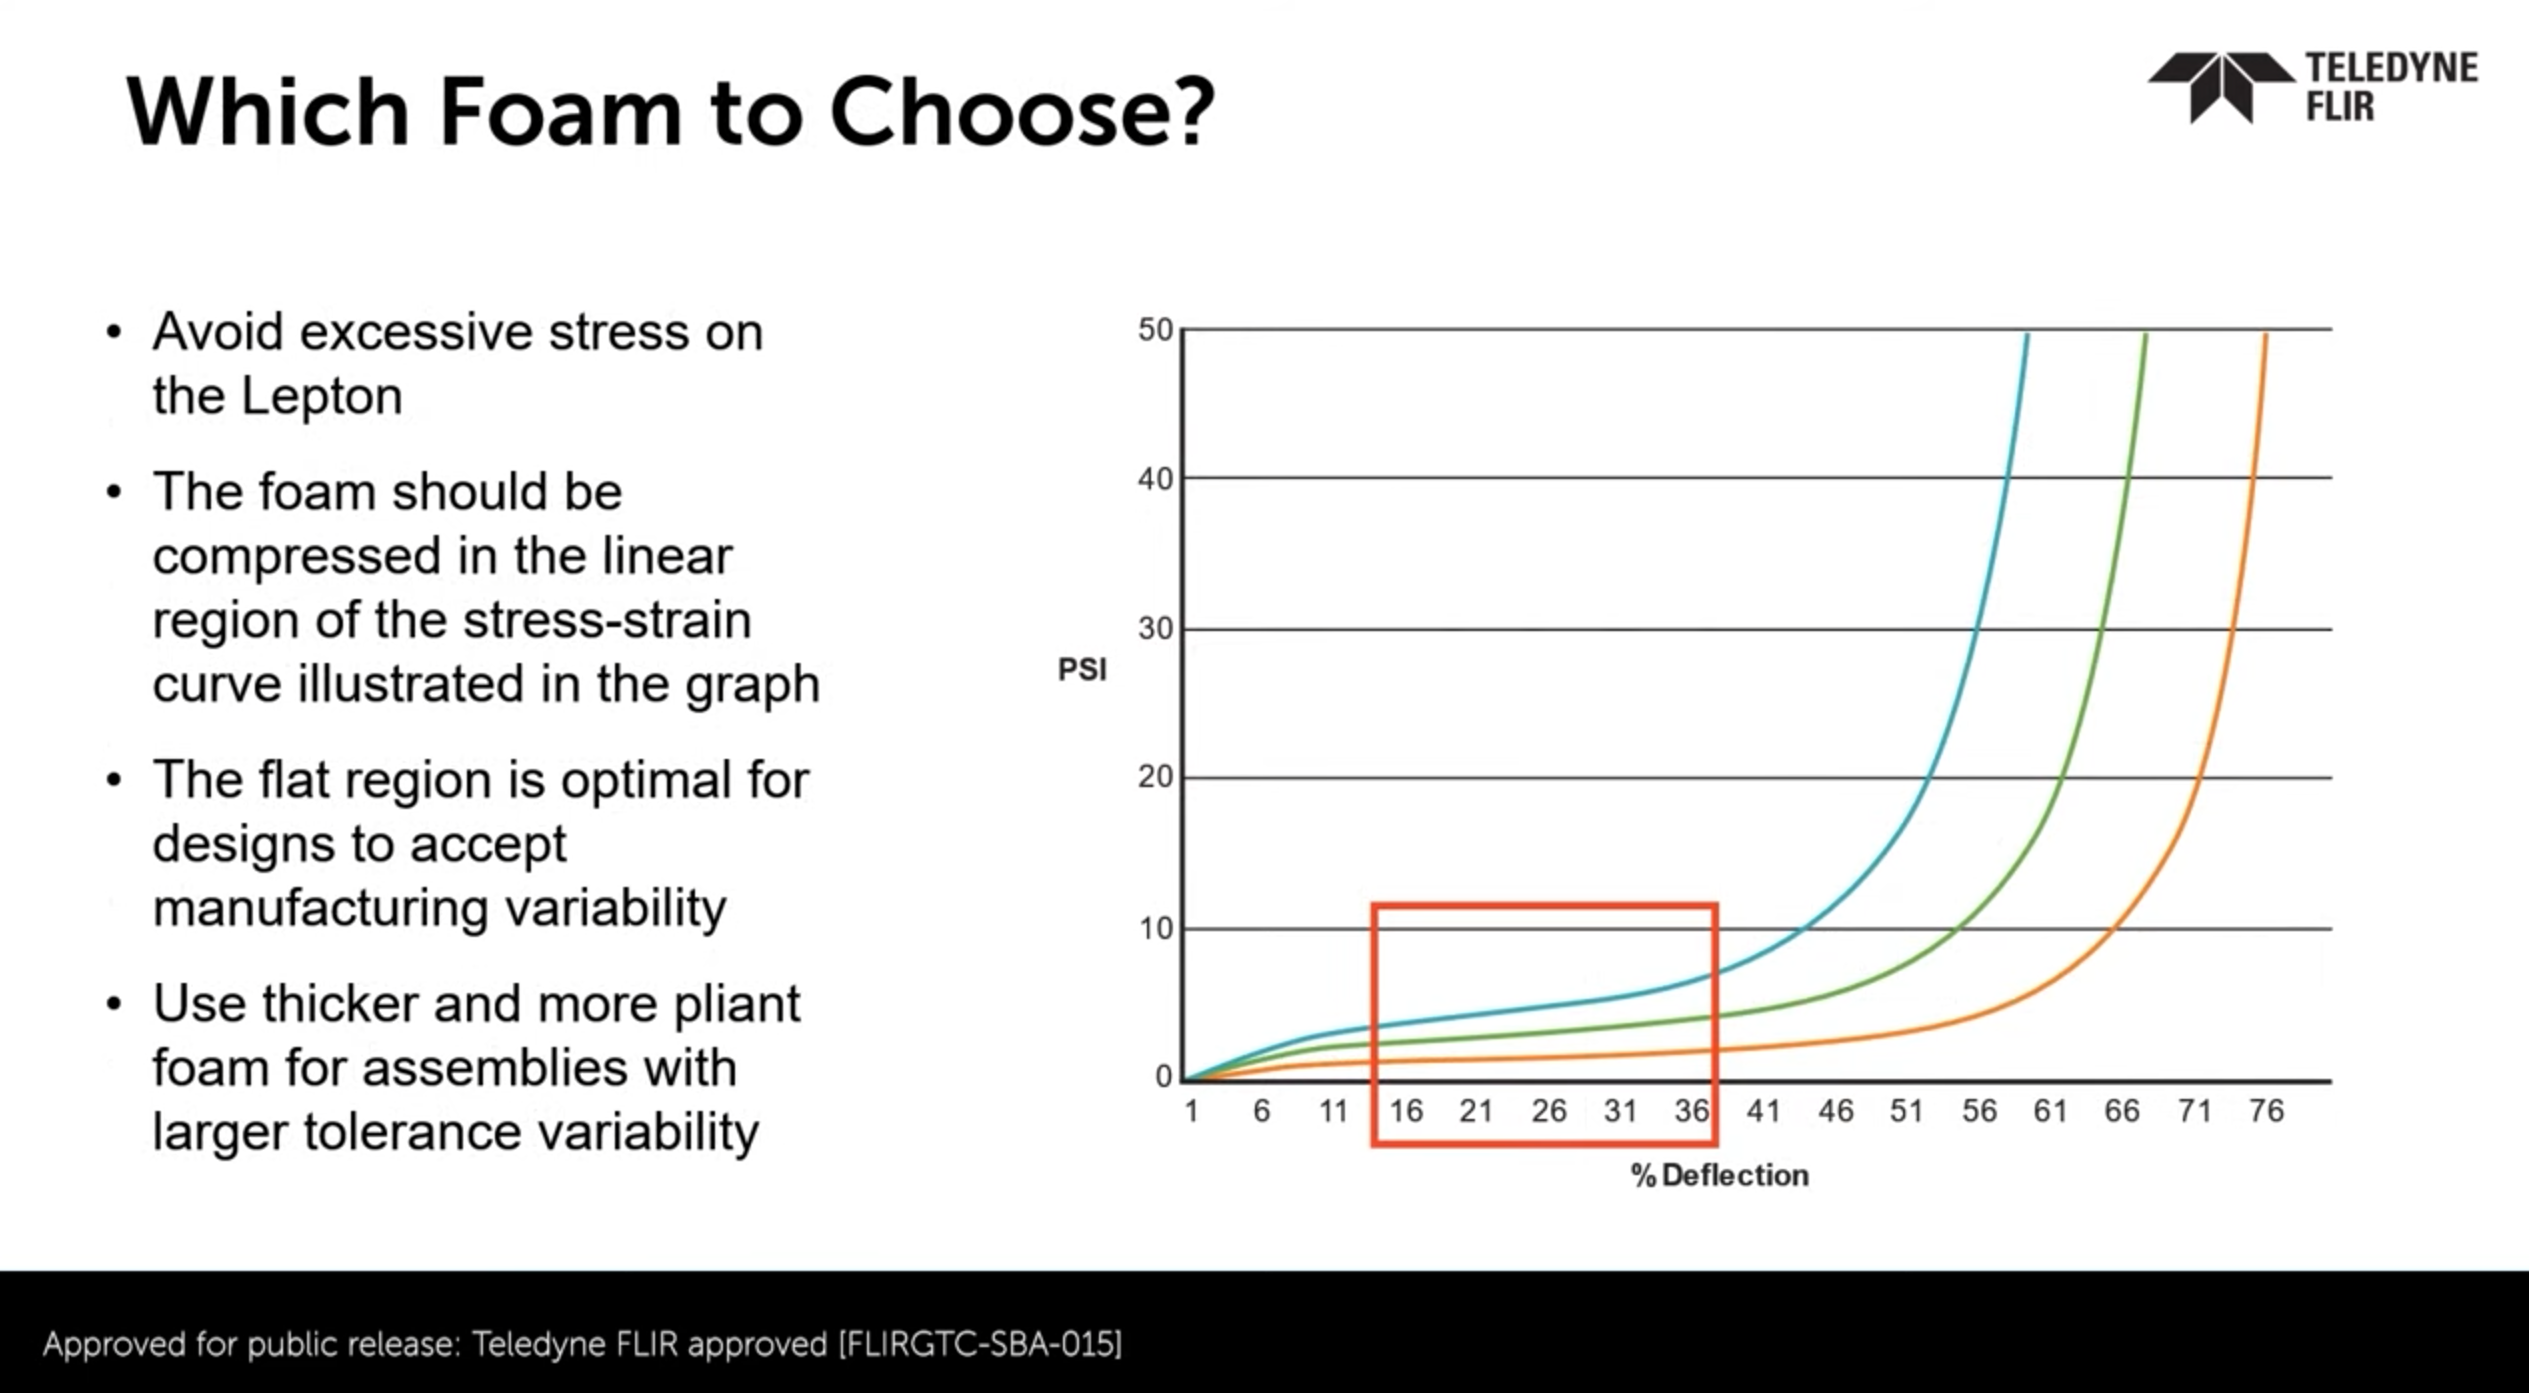 Which Foam to Choose?
TELEDYNE
FLIR
• Avoid excessive stress on
the Lepton
• The foam should be
compressed in the linear
region of the stress-strain
curve illustrated in the graph
• The flat region is optimal for
designs to accept
manufacturing variability
• Use thicker and more pliant
foam for assemblies with
larger tolerance variability
50
40
30
PSI
20
10
0
1 6 11 16 21 26 31 36 41 46 51 56 61 66 71 76
% Deflection
Approved for public release: Teledyne FLIR approved [FLIRGTC-SBA-015]